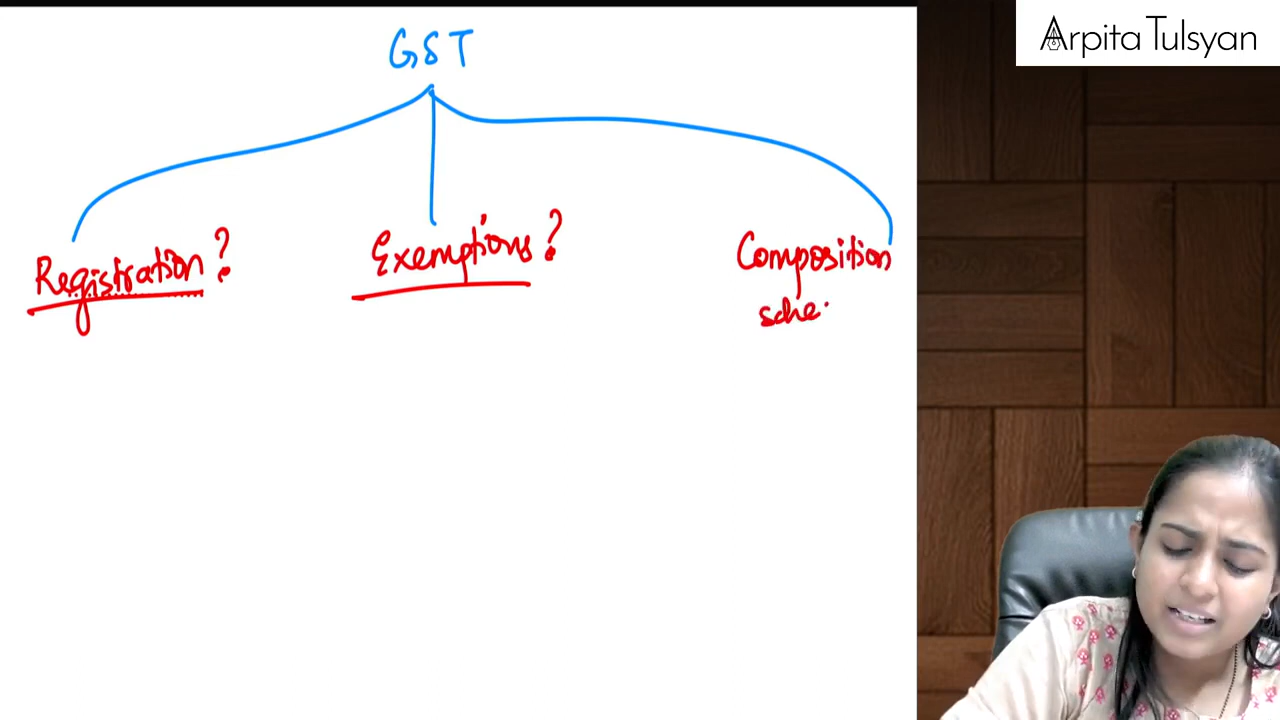 Arpita Tulsyan
GST
Registration?
Exemptions?
Composition
sche